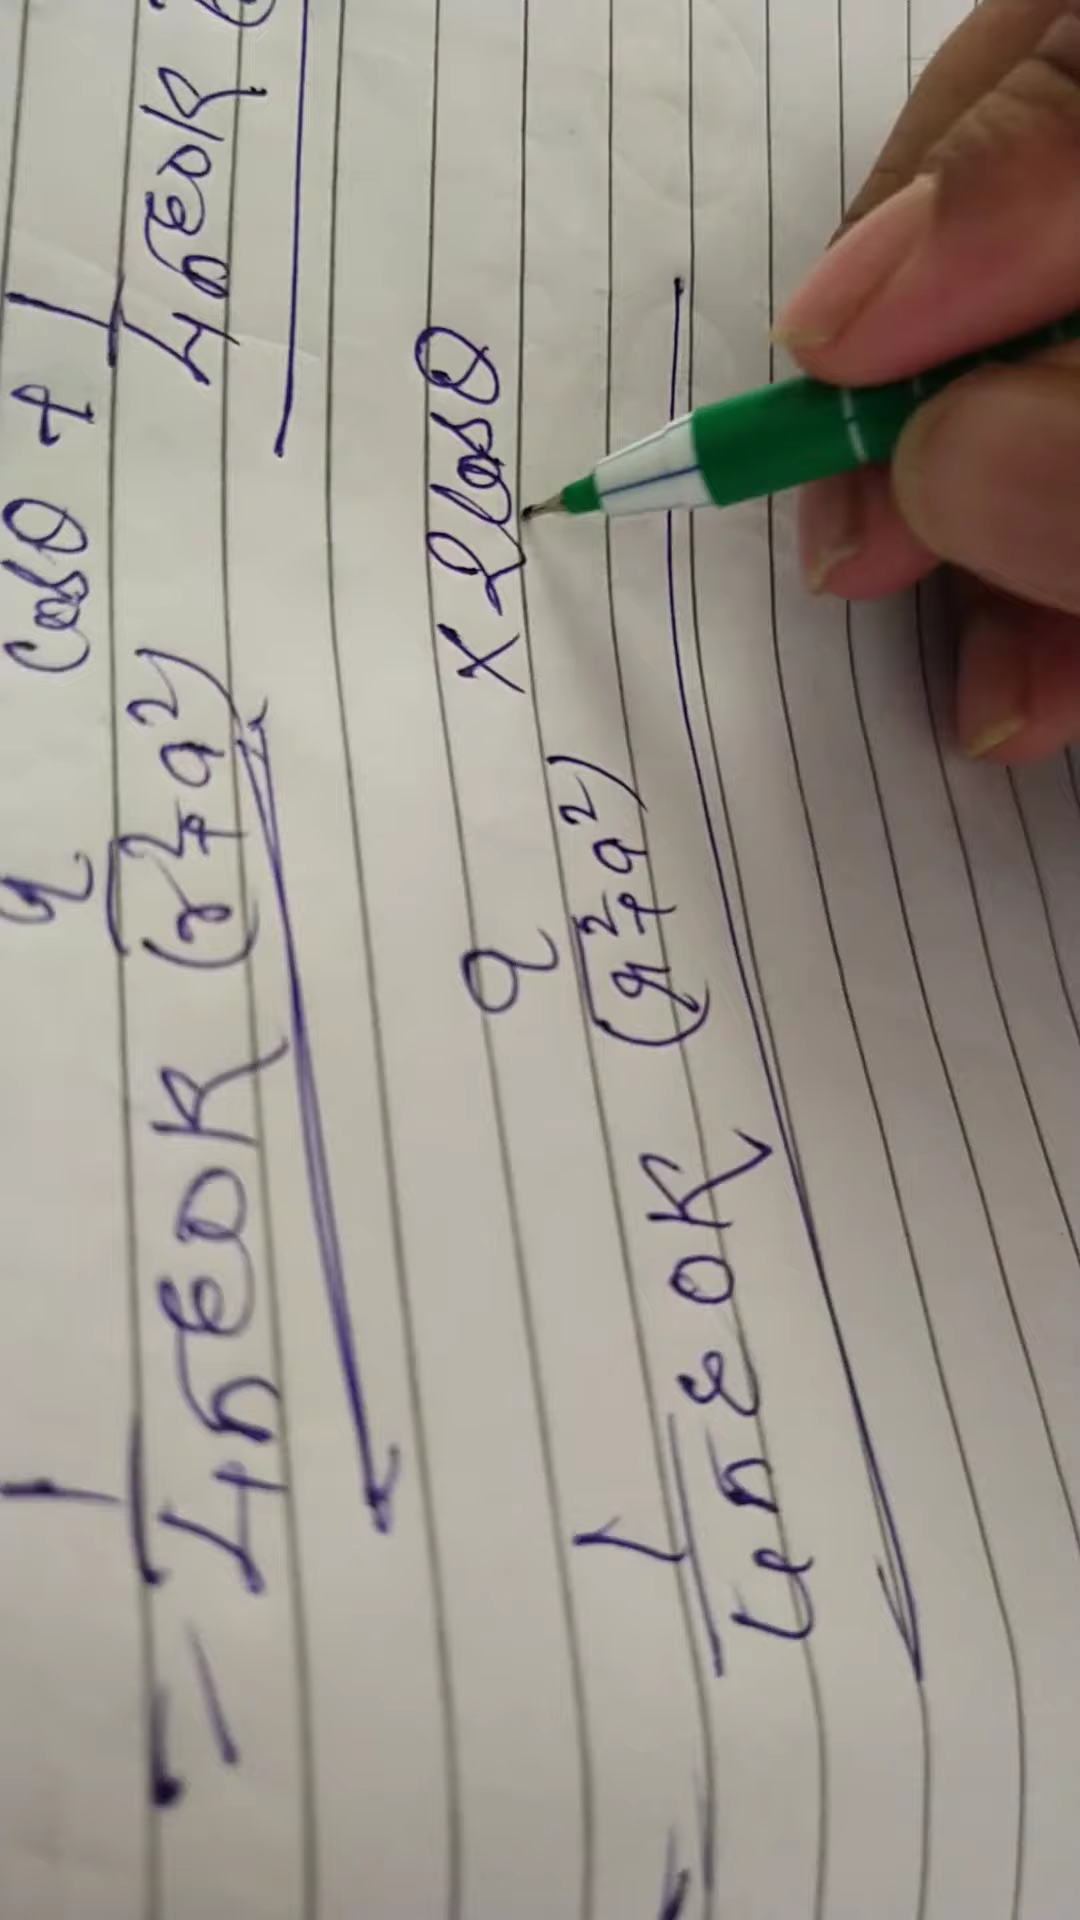 = 1/4πε0K q/(r²+a²) cosθ + 1/4πε0K
1/4πε0K q/(r²+a²) x 2cosθ